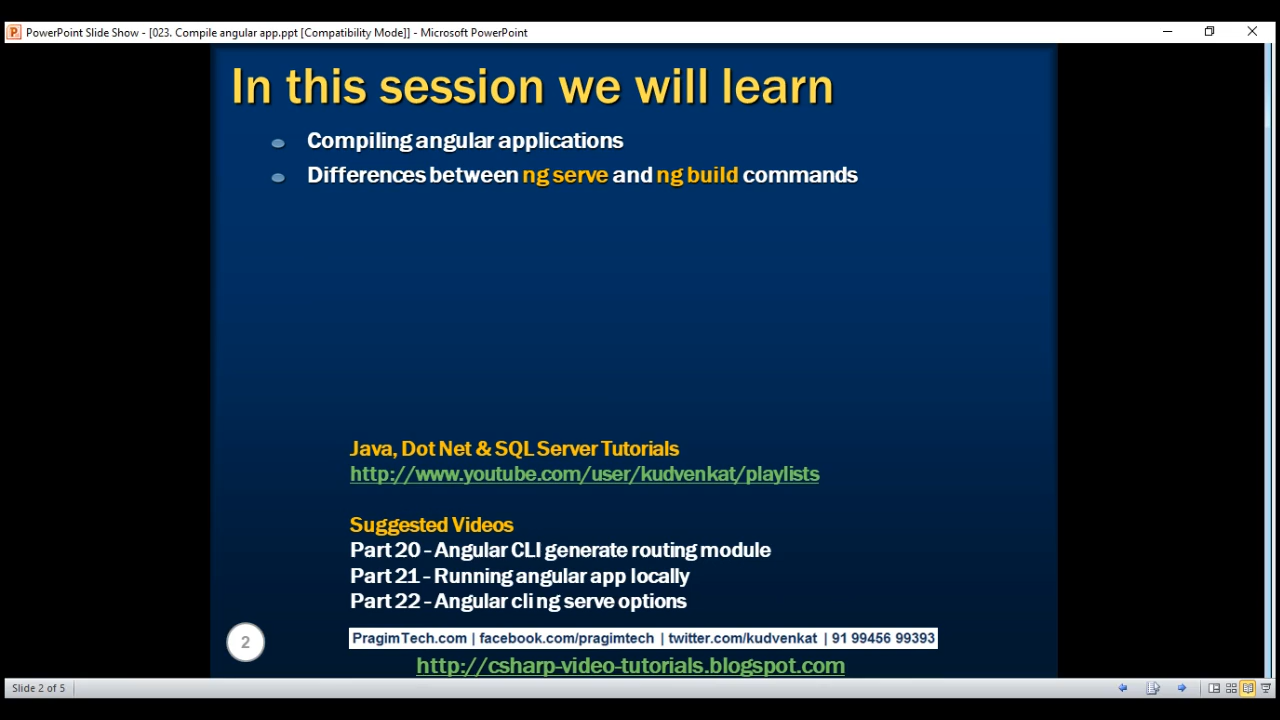 PowerPoint Slide Show - [023. Compile angular app.ppt [Compatibility Mode]] - Microsoft PowerPoint
In this session we will learn
Compiling angular applications
Differences between ng serve and ng build commands
Java, Dot Net & SQL Server Tutorials
http://www.youtube.com/user/kudvenkat/playlists
Suggested Videos
Part 20 - Angular CLI generate routing module
Part 21 - Running angular app locally
Part 22 - Angular cli ng serve options
2
PragimTech.com | facebook.com/pragimtech | twitter.com/kudvenkat | 91 99456 99393
http://csharp-video-tutorials.blogspot.com
Slide 2 of 5